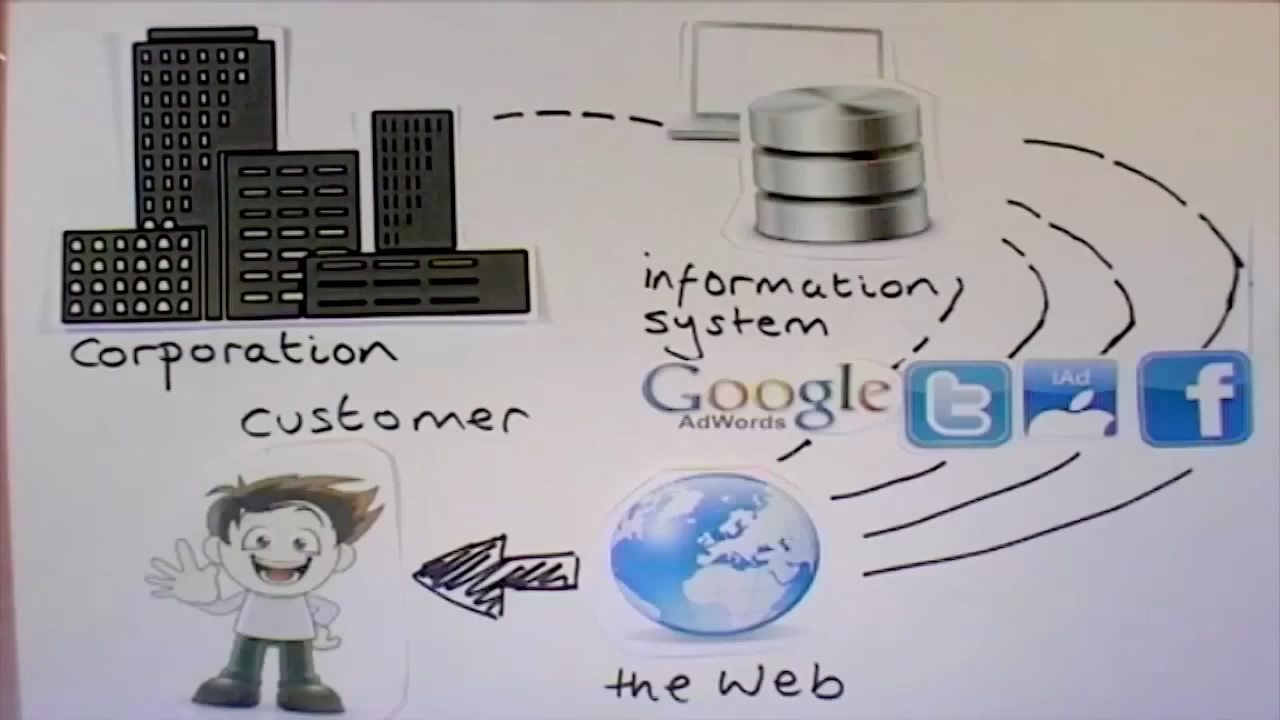 information
system
corporation
Google
AdWords
iAd
customer
the Web